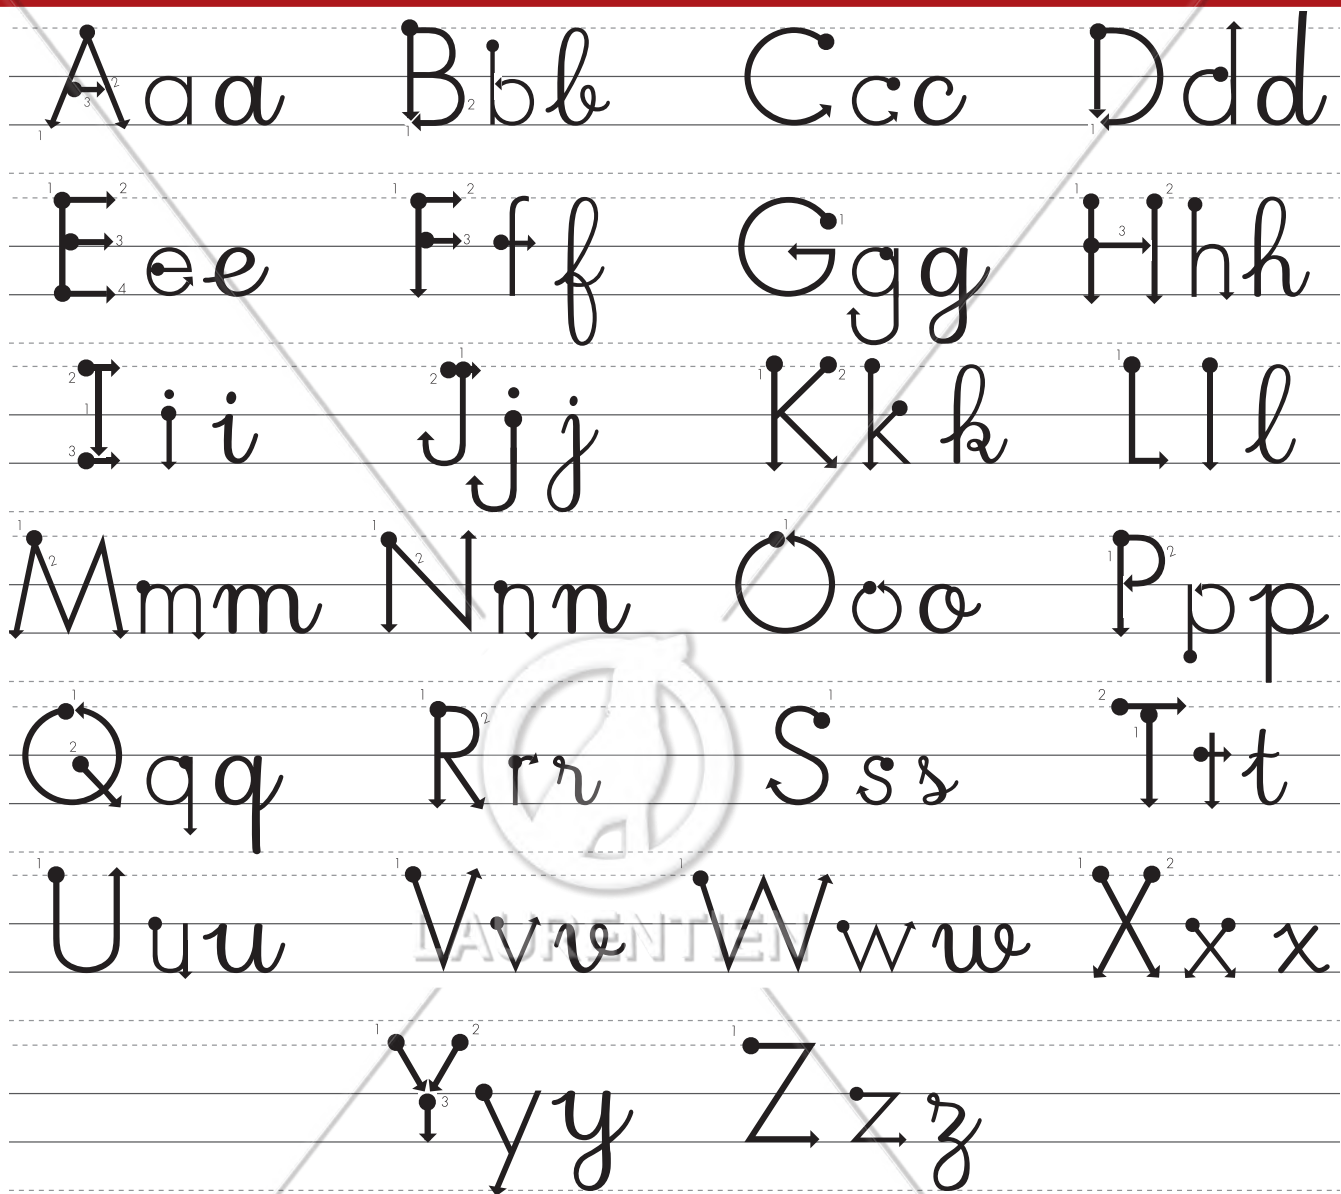 Aaa Bbb Ccc Ddd
Eee Fff Ggg Hhh
Iii Jjj Kkk Lll
Mmm Nnn Ooo Ppp
Qqq Rrr Sss Ttt
Uuu Vvv Www Xxx
LAURENTIEN
Yyy Zzz